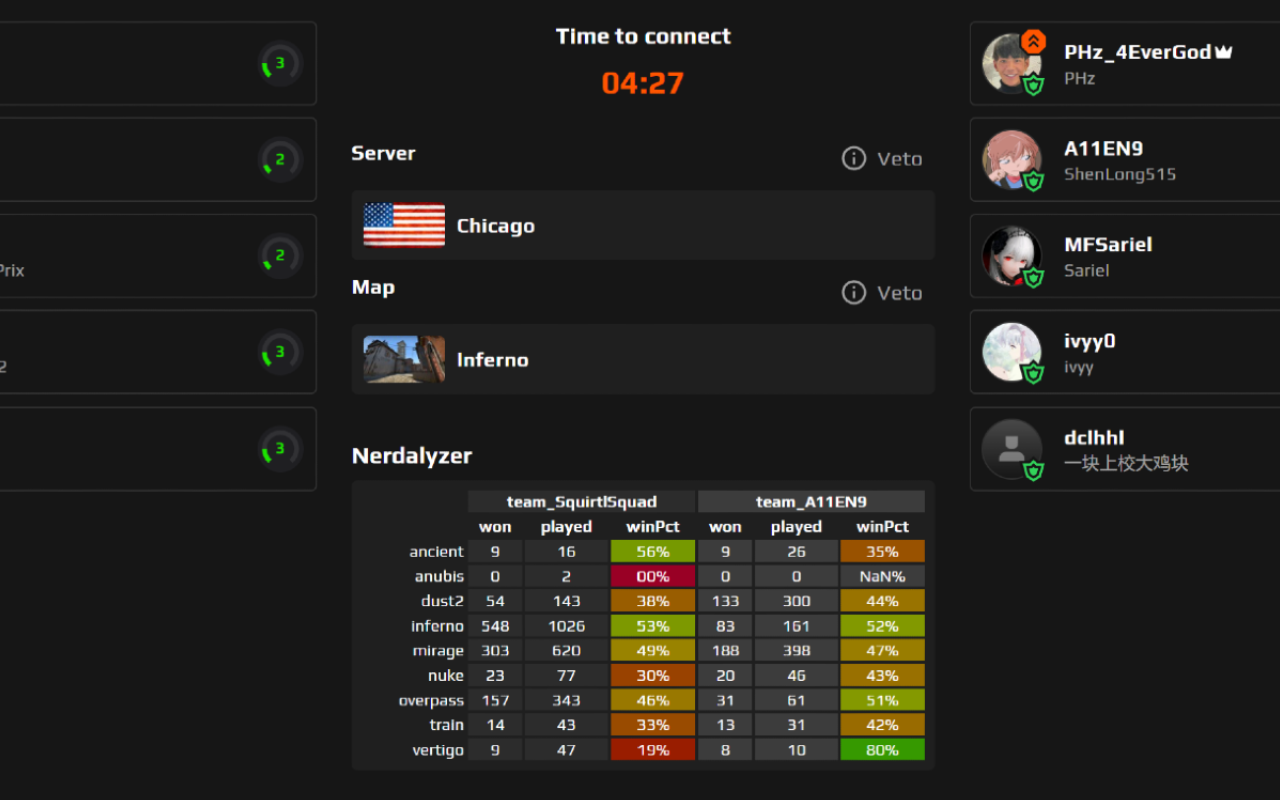 Time to connect
04:27
3
2
Prix
2
3
2
3
Server
Veto
Chicago
Map
Veto
Inferno
Nerdalyzer
team_SquirtlSquad team_A11EN9
won played winPct won played winPct
ancient 9 16 56% 9 26 35%
anubis 0 2 00% 0 0 NaN%
dust2 54 143 38% 133 300 44%
inferno 548 1026 53% 83 161 52%
mirage 303 620 49% 188 398 47%
nuke 23 77 30% 20 46 43%
overpass 157 343 46% 31 61 51%
train 14 43 33% 13 31 42%
vertigo 9 47 19% 8 10 80%
PHz_4EverGod
PHz
A11EN9
ShenLong515
MFSariel
Sariel
ivyy0
ivyy
dclhhl
一块上校大鸡块